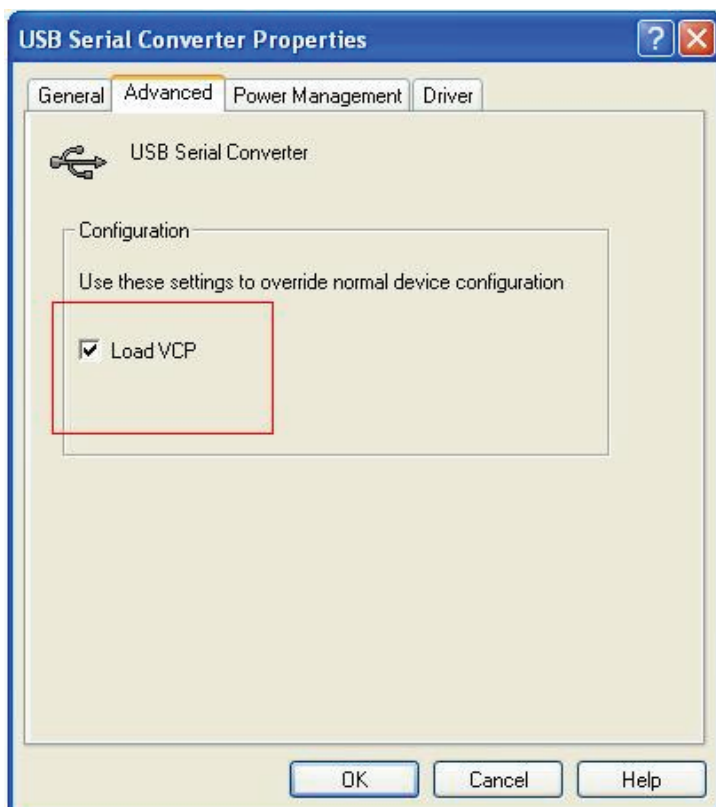 USB Serial Converter Properties
General Advanced Power Management Driver
USB Serial Converter
Configuration
Use these settings to override normal device configuration
Load VCP
OK Cancel Help